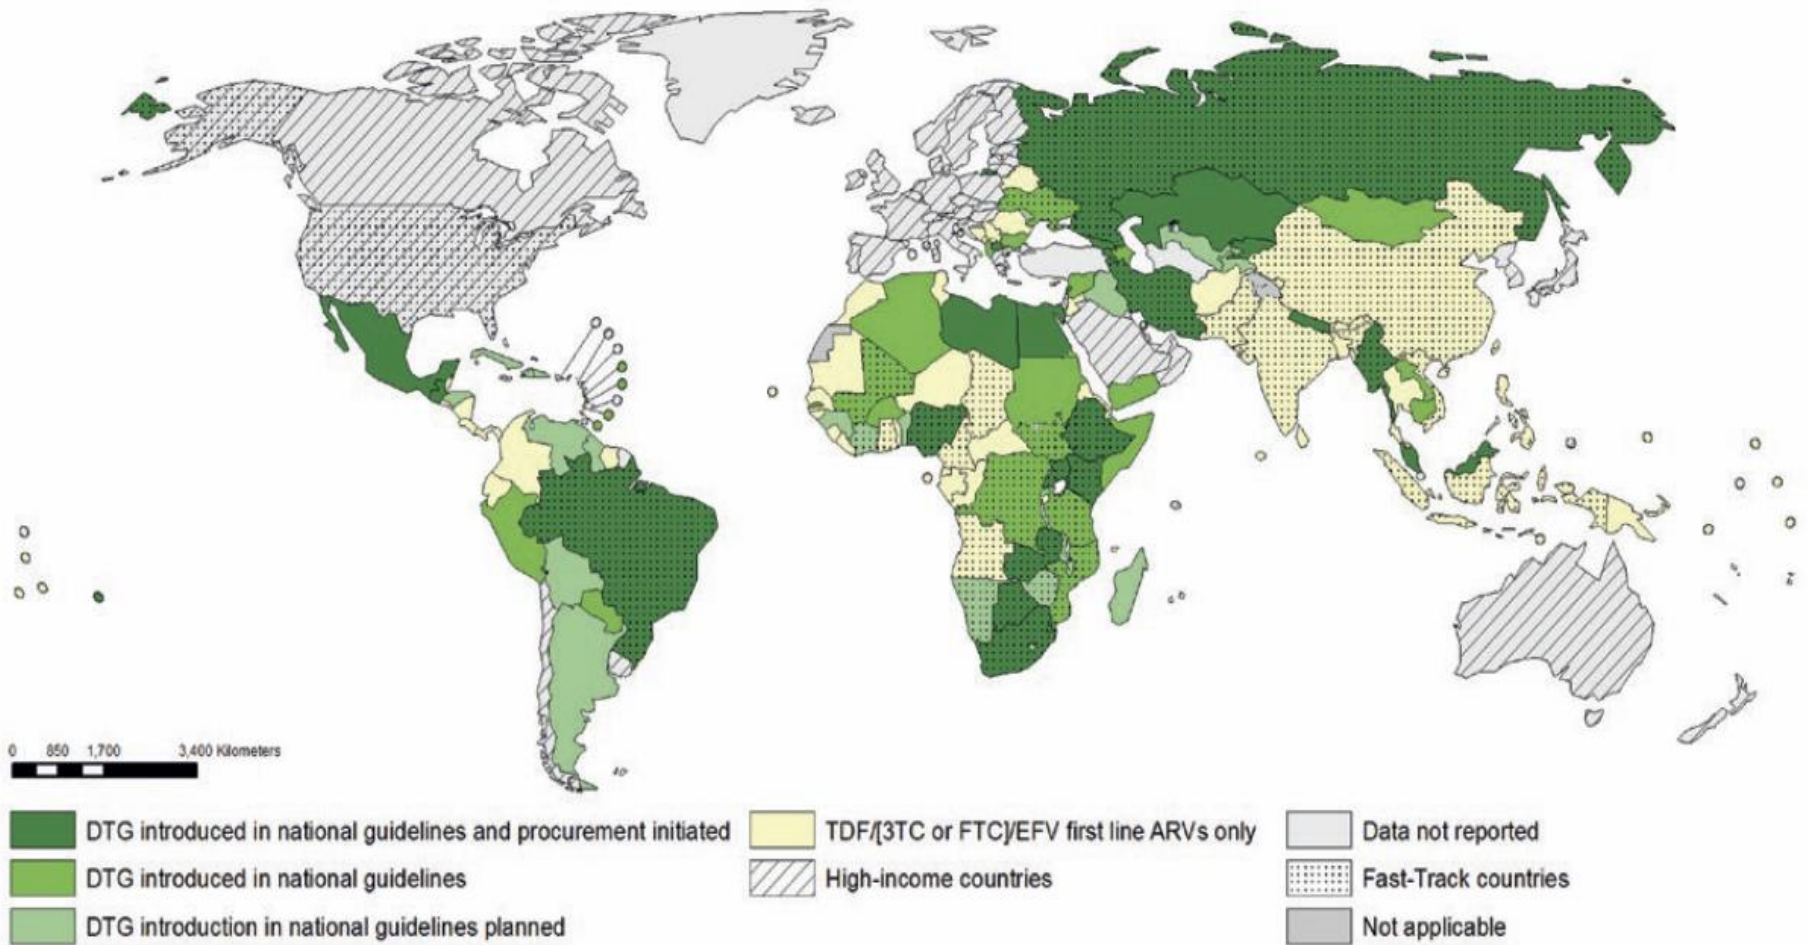 0 850 1,700 3,400 Kilometers
DTG introduced in national guidelines and procurement initiated
DTG introduced in national guidelines
DTG introduction in national guidelines planned
TDF/[3TC or FTC]/EFV first line ARVs only
High-income countries
Data not reported
Fast-Track countries
Not applicable